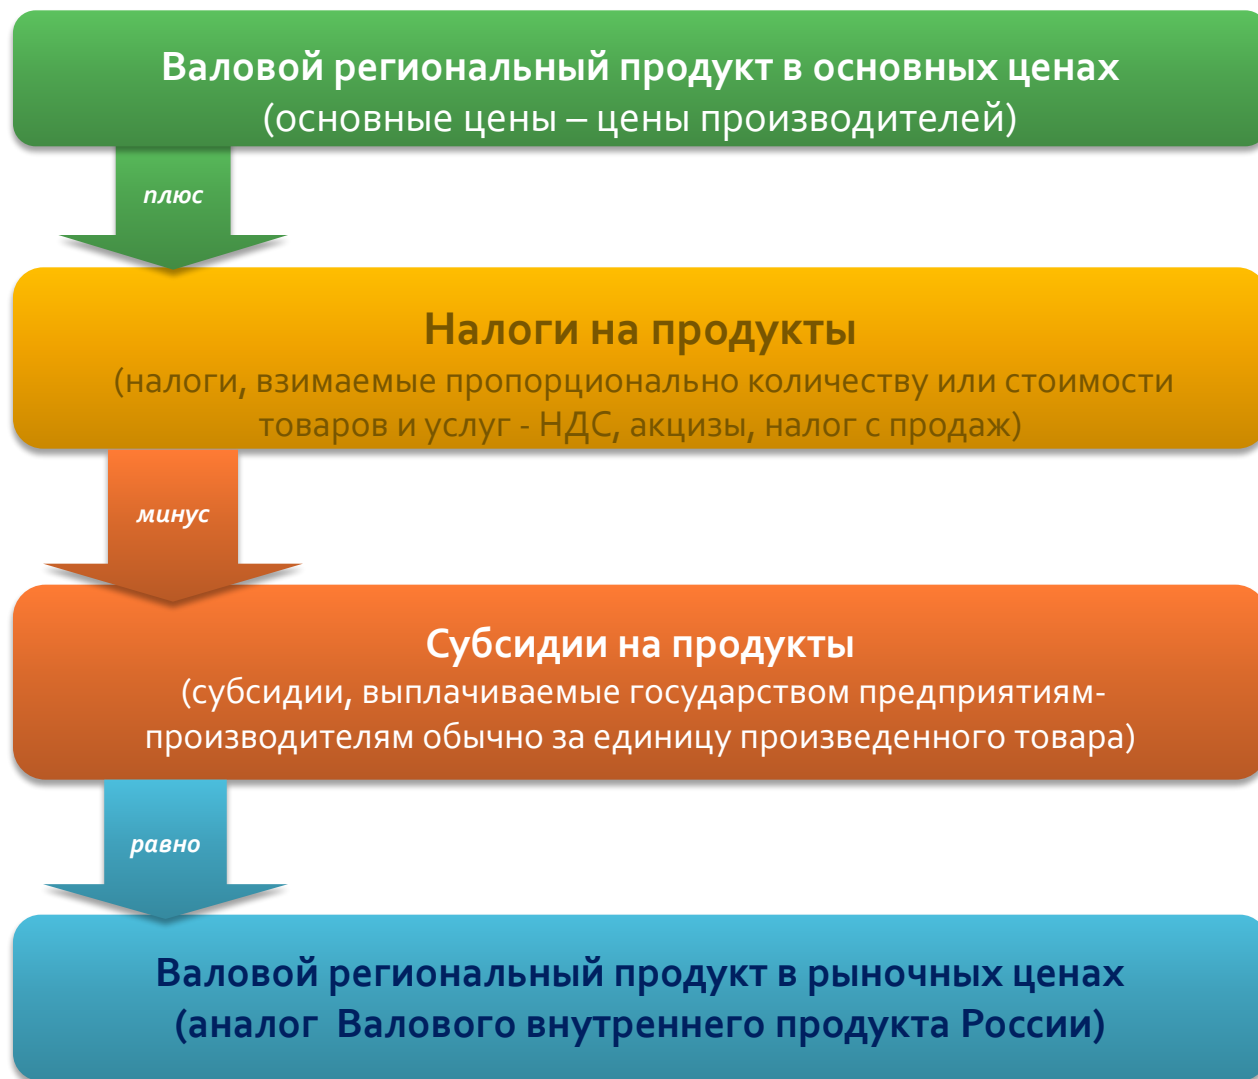 Валовой региональный продукт в основных ценах
(основные цены – цены производителей)
плюс
Налоги на продукты
(налоги, взимаемые пропорционально количеству или стоимости
товаров и услуг - НДС, акцизы, налог с продаж)
минус
Субсидии на продукты
(субсидии, выплачиваемые государством предприятиям-
производителям обычно за единицу произведенного товара)
равно
Валовой региональный продукт в рыночных ценах
(аналог  Валового внутреннего продукта России)